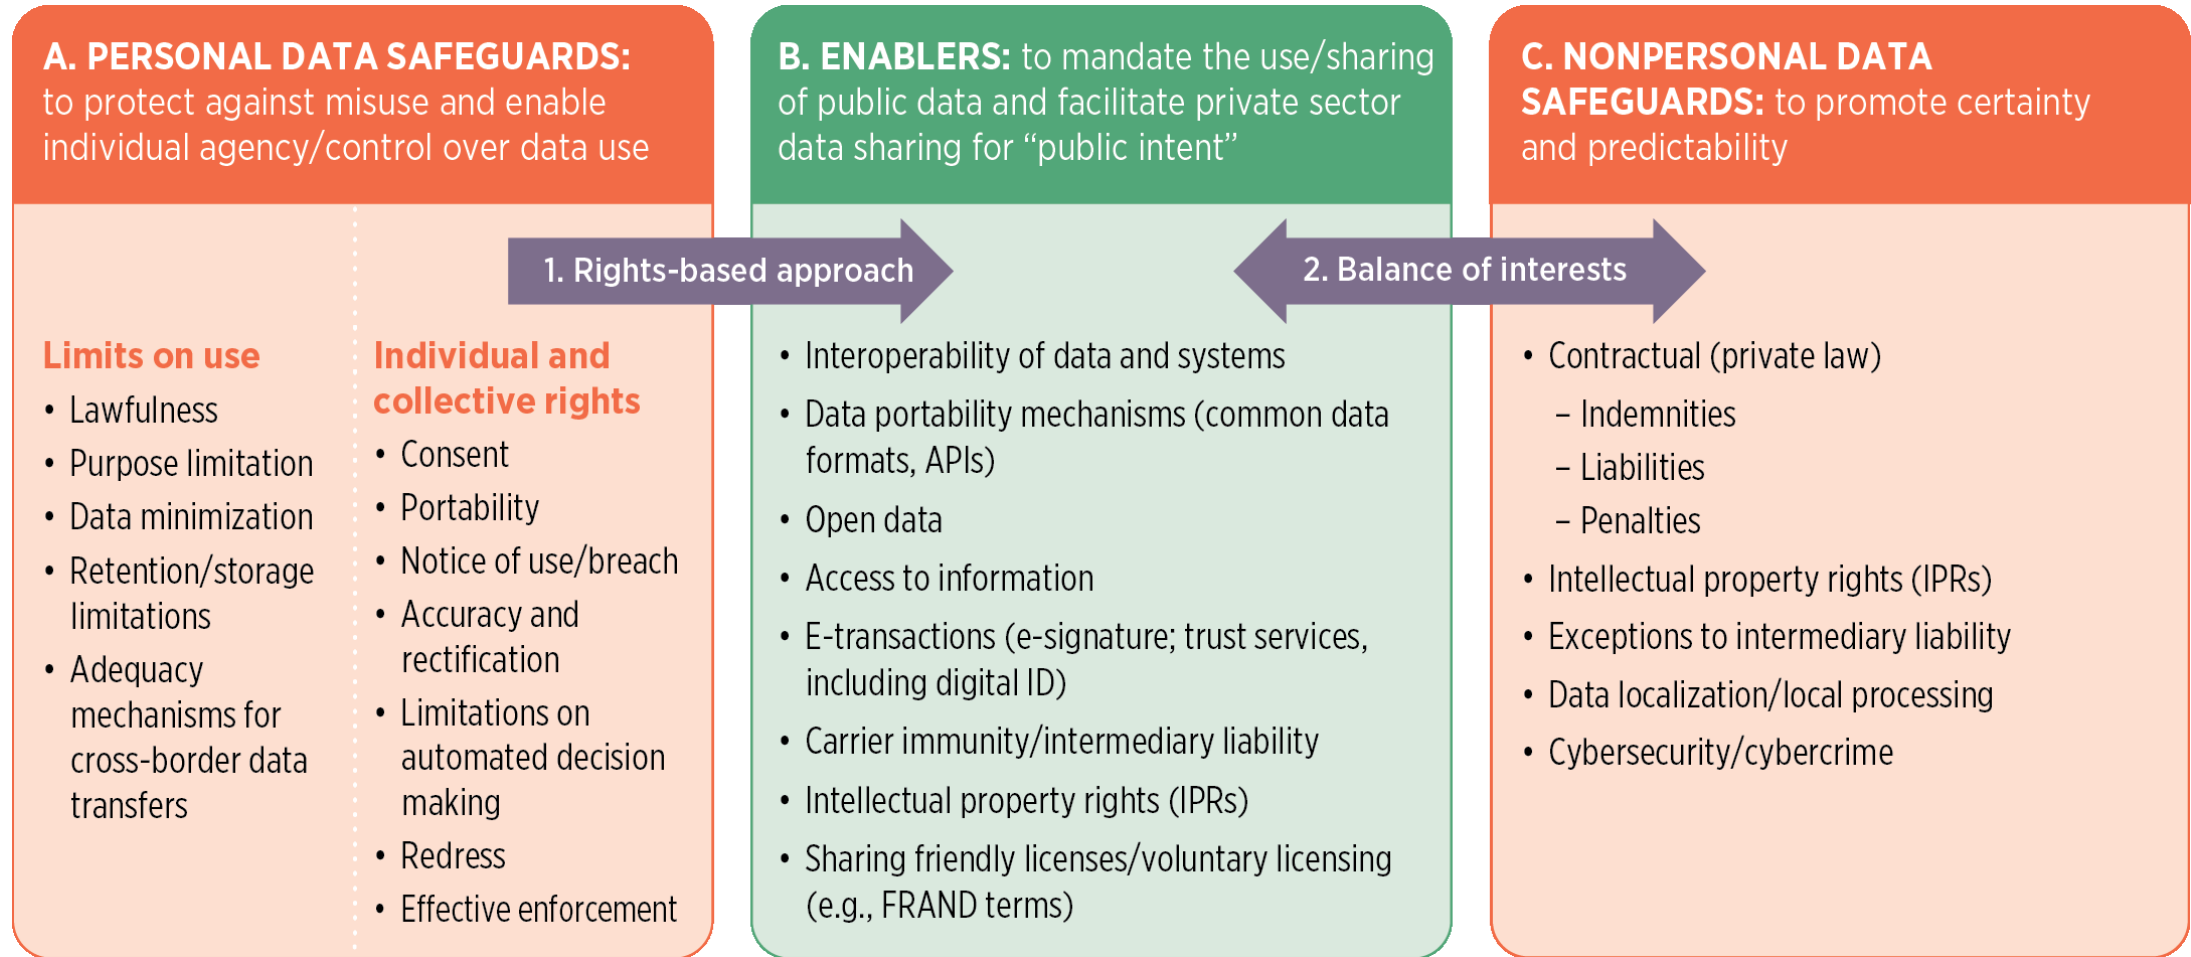 A. PERSONAL DATA SAFEGUARDS:
to protect against misuse and enable
individual agency/control over data use
B. ENABLERS: to mandate the use/sharing
of public data and facilitate private sector
data sharing for “public intent”
C. NONPERSONAL DATA
SAFEGUARDS: to promote certainty
and predictability
1. Rights-based approach
2. Balance of interests
Limits on use
• Lawfulness
• Purpose limitation
• Data minimization
• Retention/storage
limitations
• Adequacy
mechanisms for
cross-border data
transfers
Individual and
collective rights
• Consent
• Portability
• Notice of use/breach
• Accuracy and
rectification
• Limitations on
automated decision
making
• Redress
• Effective enforcement
• Interoperability of data and systems
• Data portability mechanisms (common data
formats, APIs)
• Open data
• Access to information
• E-transactions (e-signature; trust services,
including digital ID)
• Carrier immunity/intermediary liability
• Intellectual property rights (IPRs)
• Sharing friendly licenses/voluntary licensing
(e.g., FRAND terms)
• Contractual (private law)
– Indemnities
– Liabilities
– Penalties
• Intellectual property rights (IPRs)
• Exceptions to intermediary liability
• Data localization/local processing
• Cybersecurity/cybercrime